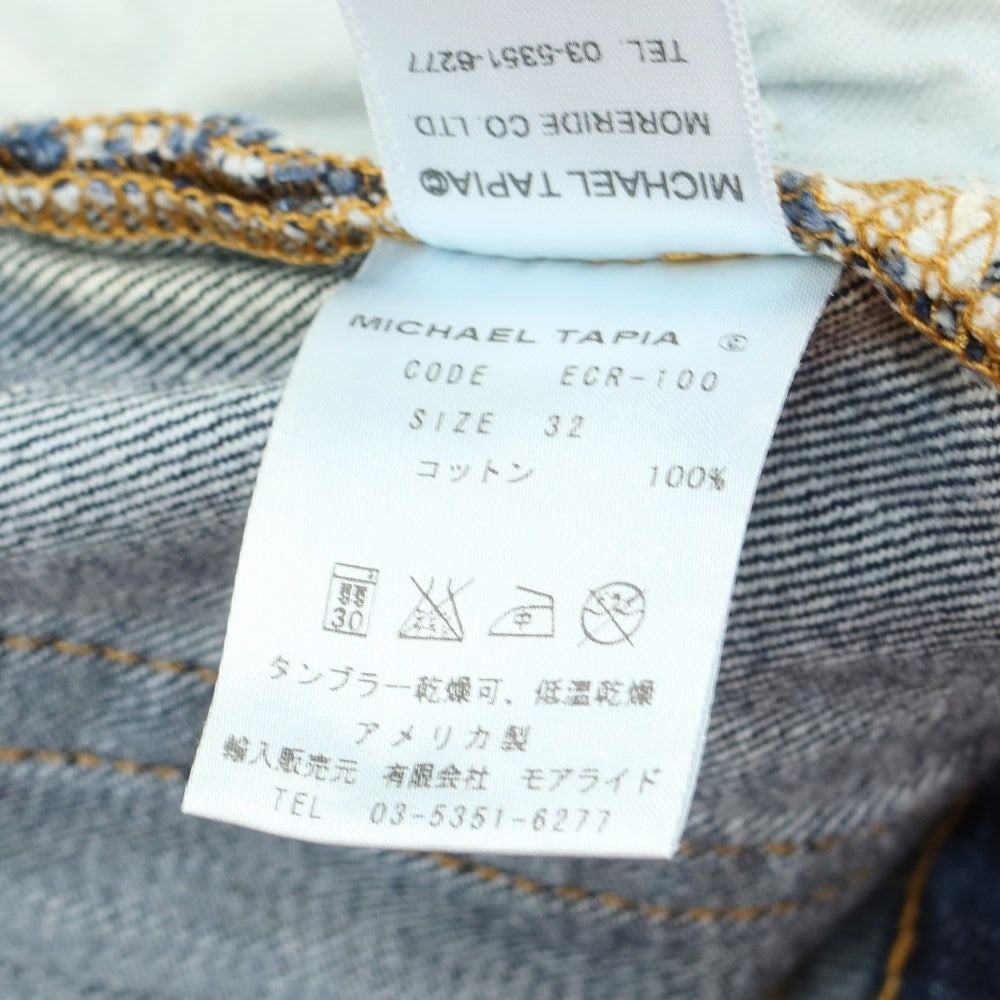 TEL. 03-5351-6277
MORERIDE CO.LTD.
MICHAEL TAPIA©
MICHAEL TAPIA ©
CODE ECR-100
SIZE 32
コットン 100%
30
中
タンブラー乾燥可、低温乾燥
アメリカ製
輸入販売元 有限会社 モアライド
TEL 03-5351-6277